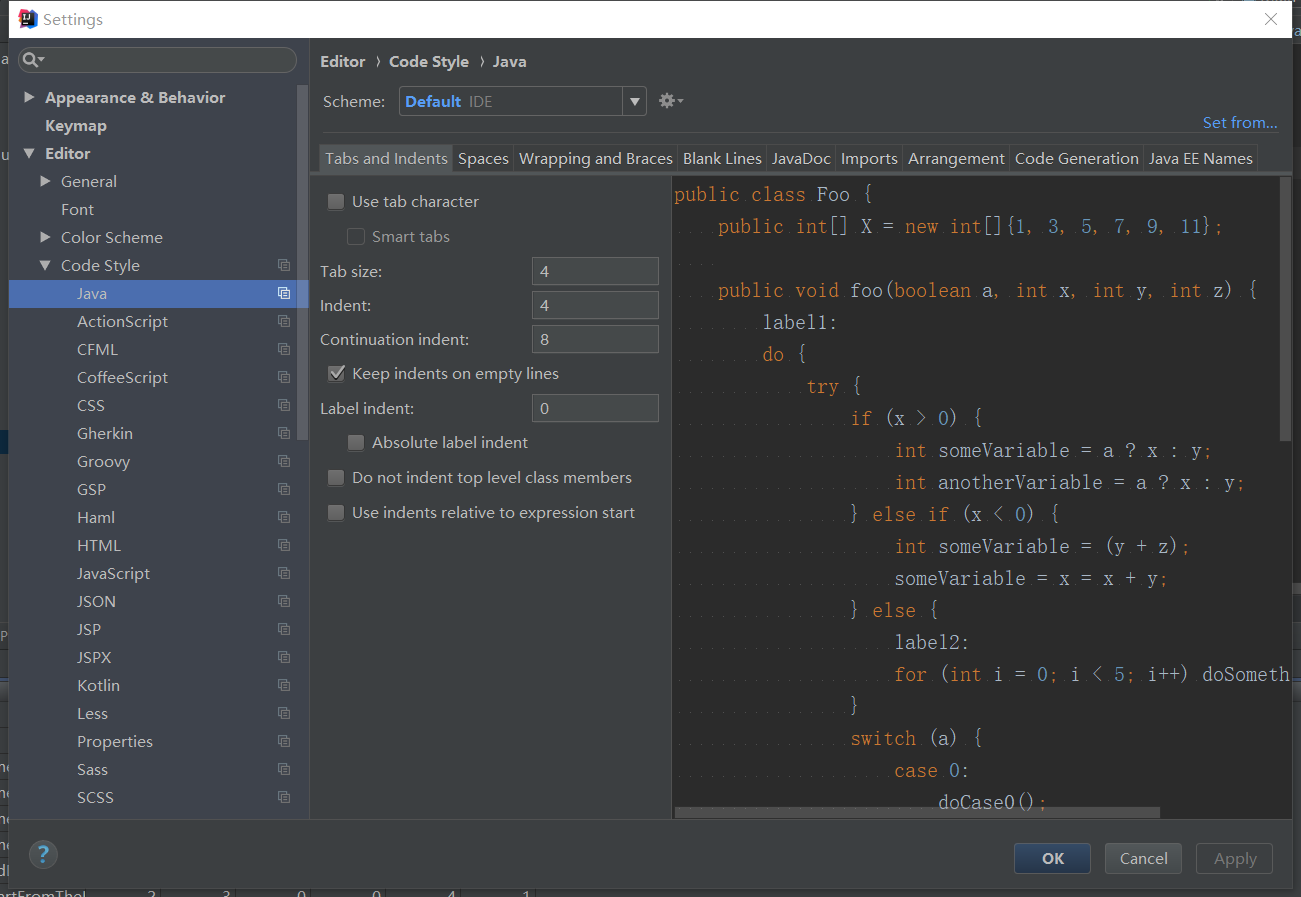 Settings
Editor › Code Style › Java
Scheme: Default IDE
Set from...
Appearance & Behavior
Keymap
Editor
General
Font
Color Scheme
Code Style
Java
ActionScript
CFML
CoffeeScript
CSS
Gherkin
Groovy
GSP
Haml
HTML
JavaScript
JSON
JSP
JSPX
Kotlin
Less
Properties
Sass
SCSS
Tabs and Indents Spaces Wrapping and Braces Blank Lines JavaDoc Imports Arrangement Code Generation Java EE Names
Use tab character
Smart tabs
Tab size: 4
Indent: 4
Continuation indent: 8
Keep indents on empty lines
Label indent: 0
Absolute label indent
Do not indent top level class members
Use indents relative to expression start
public class Foo {
public int[] X = new int[]{1, 3, 5, 7, 9, 11};
public void foo(boolean a, int x, int y, int z) {
label1:
do {
try {
if (x > 0) {
int someVariable = a ? x : y;
int anotherVariable = a ? x : y;
} else if (x < 0) {
int someVariable = (y + z);
someVariable = x = x + y;
} else {
label2:
for (int i = 0; i < 5; i++) doSometh
}
switch (a) {
case 0:
doCase0();
?
OK Cancel Apply